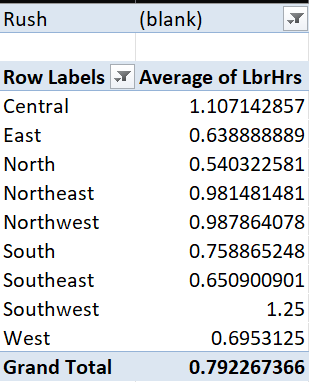 Rush (blank)
Row Labels Average of LbrHrs
Central 1.107142857
East 0.638888889
North 0.540322581
Northeast 0.981481481
Northwest 0.987864078
South 0.758865248
Southeast 0.650900901
Southwest 1.25
West 0.6953125
Grand Total 0.792267366